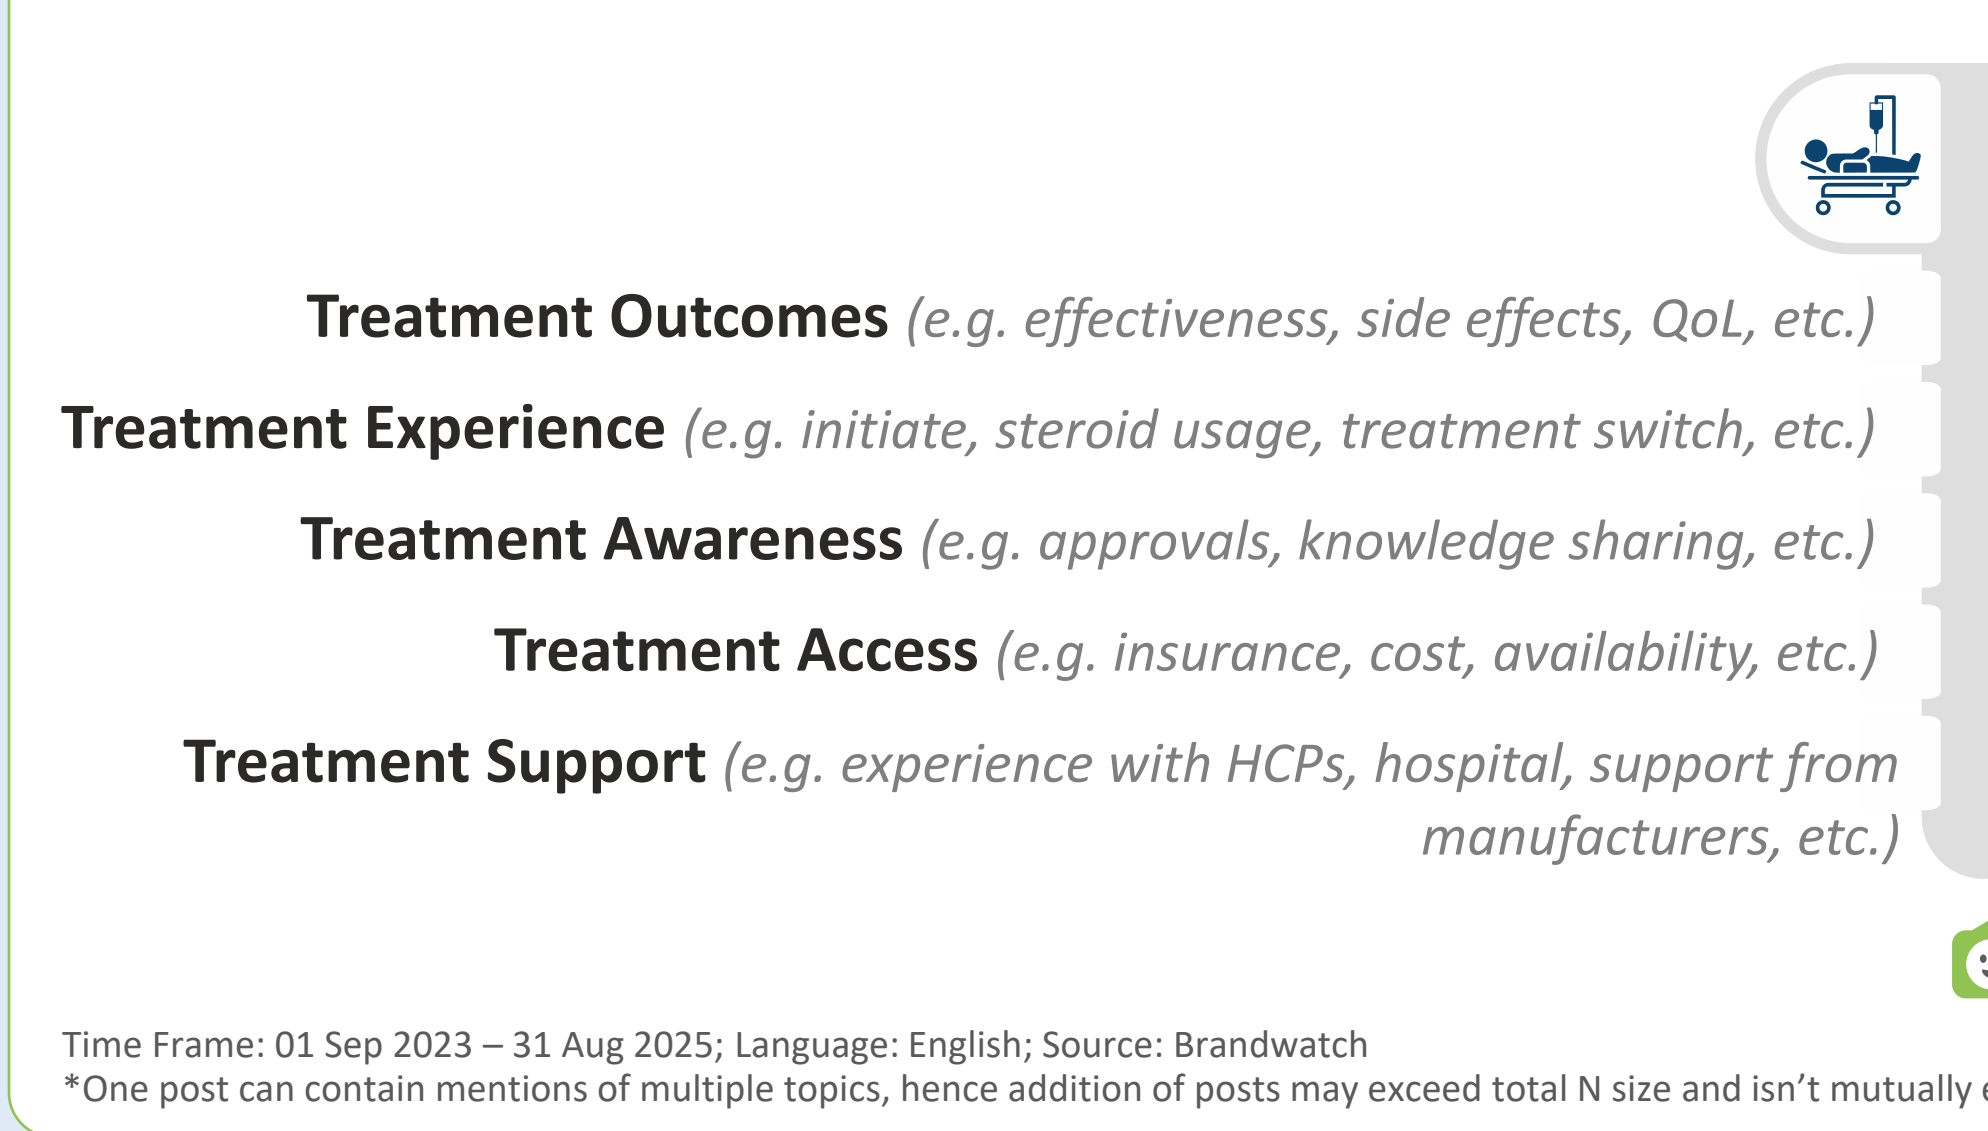 Treatment Outcomes (e.g. effectiveness, side effects, QoL, etc.)
Treatment Experience (e.g. initiate, steroid usage, treatment switch, etc.)
Treatment Awareness (e.g. approvals, knowledge sharing, etc.)
Treatment Access (e.g. insurance, cost, availability, etc.)
Treatment Support (e.g. experience with HCPs, hospital, support from
manufacturers, etc.)
Time Frame: 01 Sep 2023 – 31 Aug 2025; Language: English; Source: Brandwatch
*One post can contain mentions of multiple topics, hence addition of posts may exceed total N size and isn’t mutually